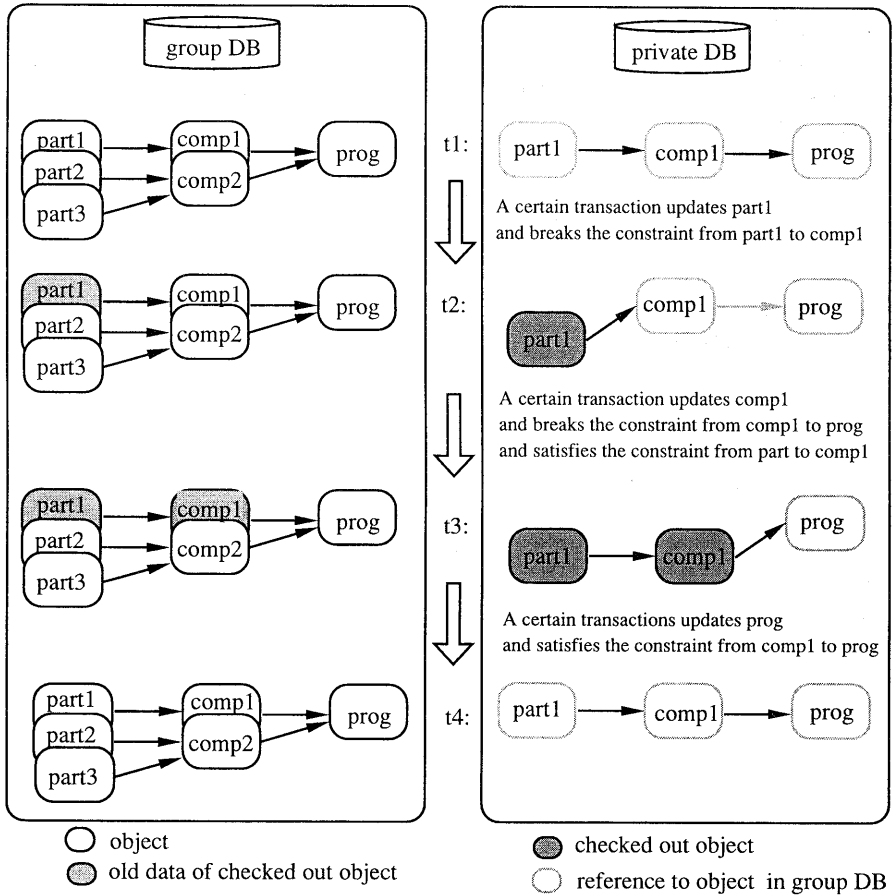 group DB
private DB
part1
comp1
part2
comp2
prog
part3
t1:
part1
comp1
prog
A certain transaction updates part1
and breaks the constraint from part1 to comp1
part1
comp1
part2
comp2
prog
part3
t2:
comp1
prog
part1
A certain transaction updates comp1
and breaks the constraint from comp1 to prog
and satisfies the constraint from part to comp1
part1
comp1
part2
comp2
prog
part3
t3:
prog
part1
comp1
A certain transactions updates prog
and satisfies the constraint from comp1 to prog
part1
comp1
part2
comp2
prog
part3
t4:
part1
comp1
prog
object
old data of checked out object
checked out object
reference to object in group DB